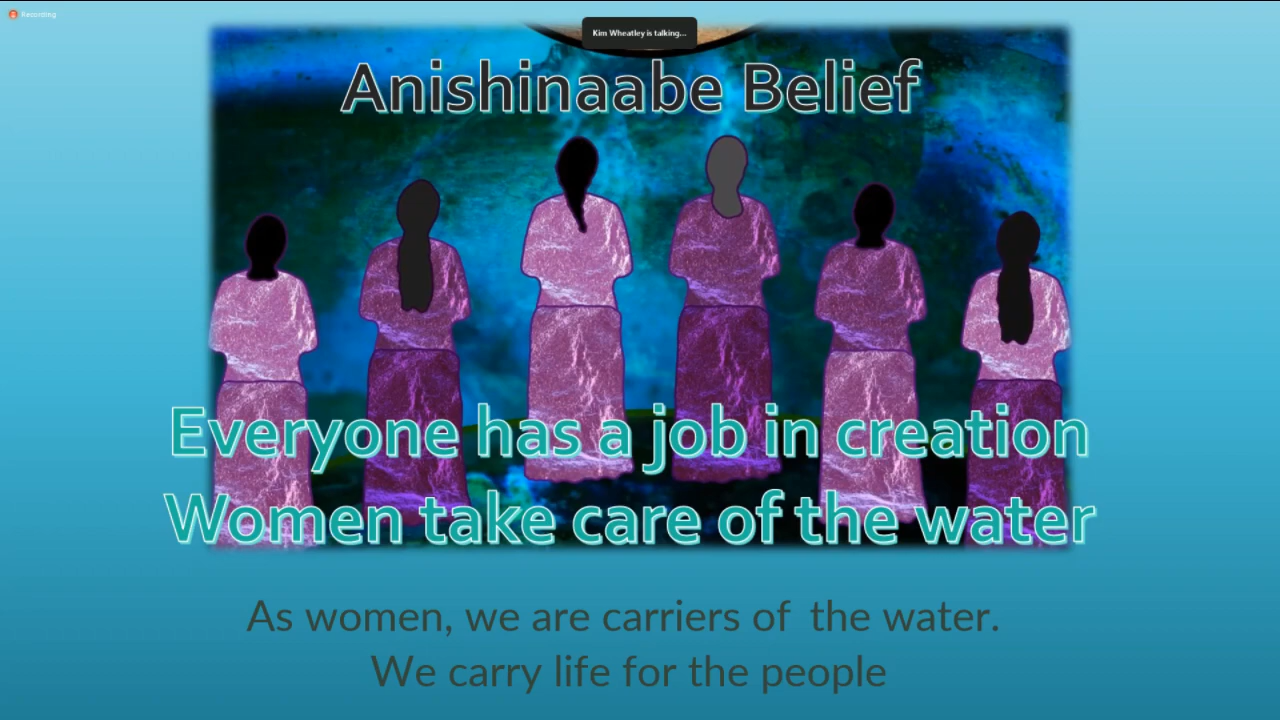 Recording
Kim Wheatley is talking...
Anishinaabe Belief
Everyone has a job in creation
Women take care of the water
As women, we are carriers of the water.
We carry life for the people